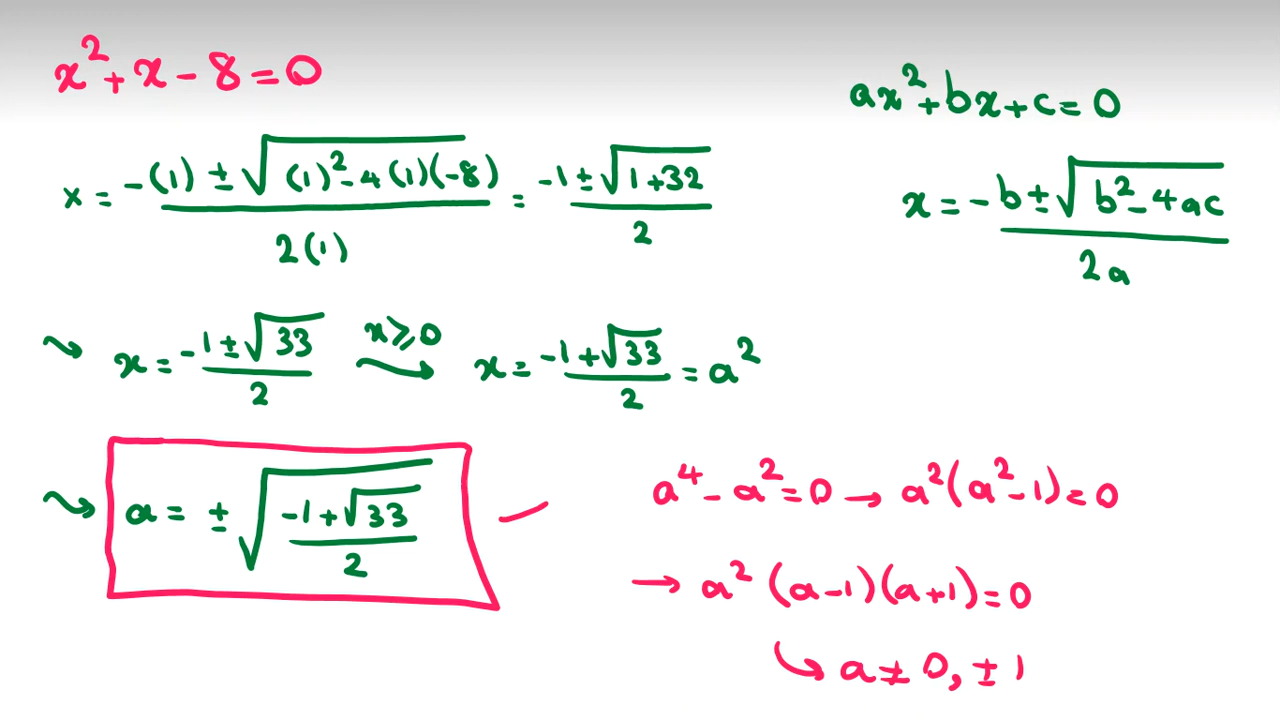 x² + x - 8 = 0
ax² + bx + c = 0
x = (-(1) ± √((1)² - 4(1)(-8))) / 2(1) = (-1 ± √(1+32)) / 2
x = (-b ± √(b² - 4ac)) / 2a
⇝ x = (-1 ± √33) / 2 ⟶ x ⩾ 0 x = (-1 + √33) / 2 = a²
⇝ a = ± √((-1 + √33) / 2)
a⁴ - a² = 0 → a²(a² - 1) = 0
→ a² (a-1)(a+1) = 0
↳ a ≠ 0, ± 1